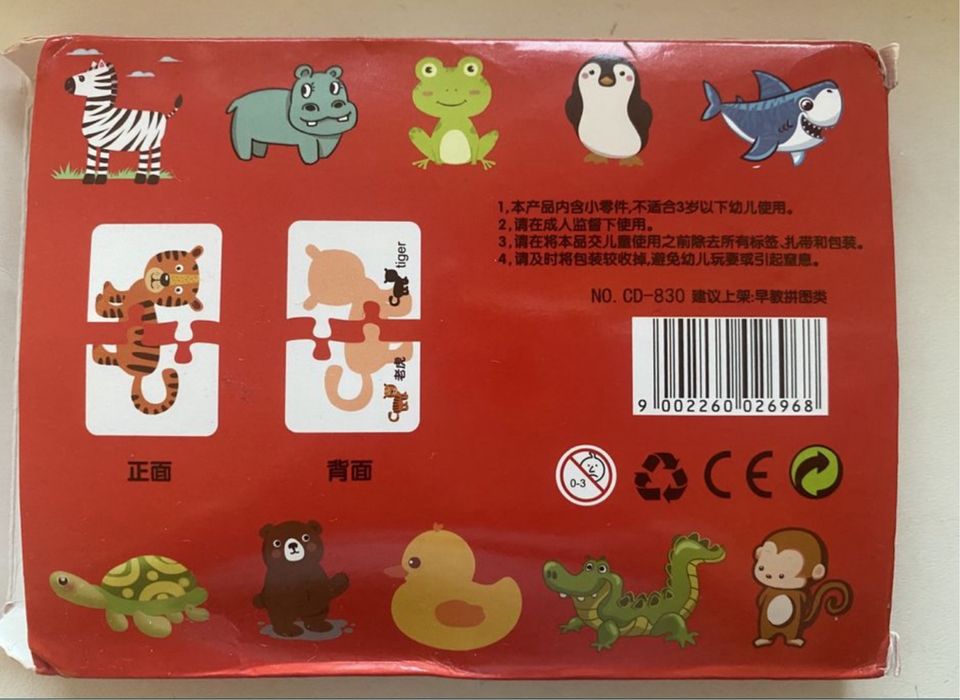 1,本产品内含小零件,不适合3岁以下幼儿使用。
2,请在成人监督下使用。
3,请在将本品交儿童使用之前除去所有标签、扎带和包装。
4,请及时将包装较收掉,避免幼儿玩耍或引起窒息。
NO. CD-830 建议上架:早教拼图类
tiger
老虎
9 002260 026968
正面
背面
0-3
CE